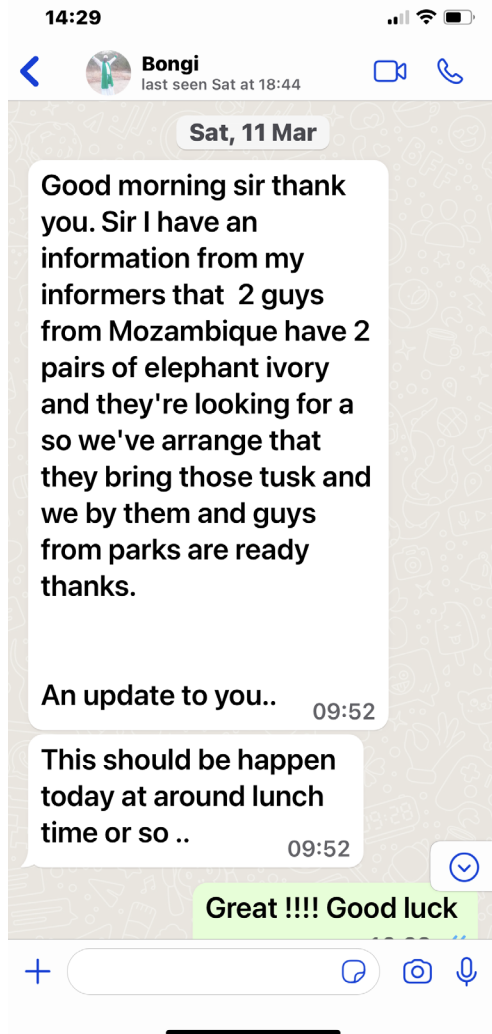 14:29
Bongi
last seen Sat at 18:44
Sat, 11 Mar
Good morning sir thank
you. Sir I have an
information from my
informers that  2 guys
from Mozambique have 2
pairs of elephant ivory
and they're looking for a
so we've arrange that
they bring those tusk and
we by them and guys
from parks are ready
thanks.
An update to you..
09:52
This should be happen
today at around lunch
time or so ..
09:52
Great !!!! Good luck